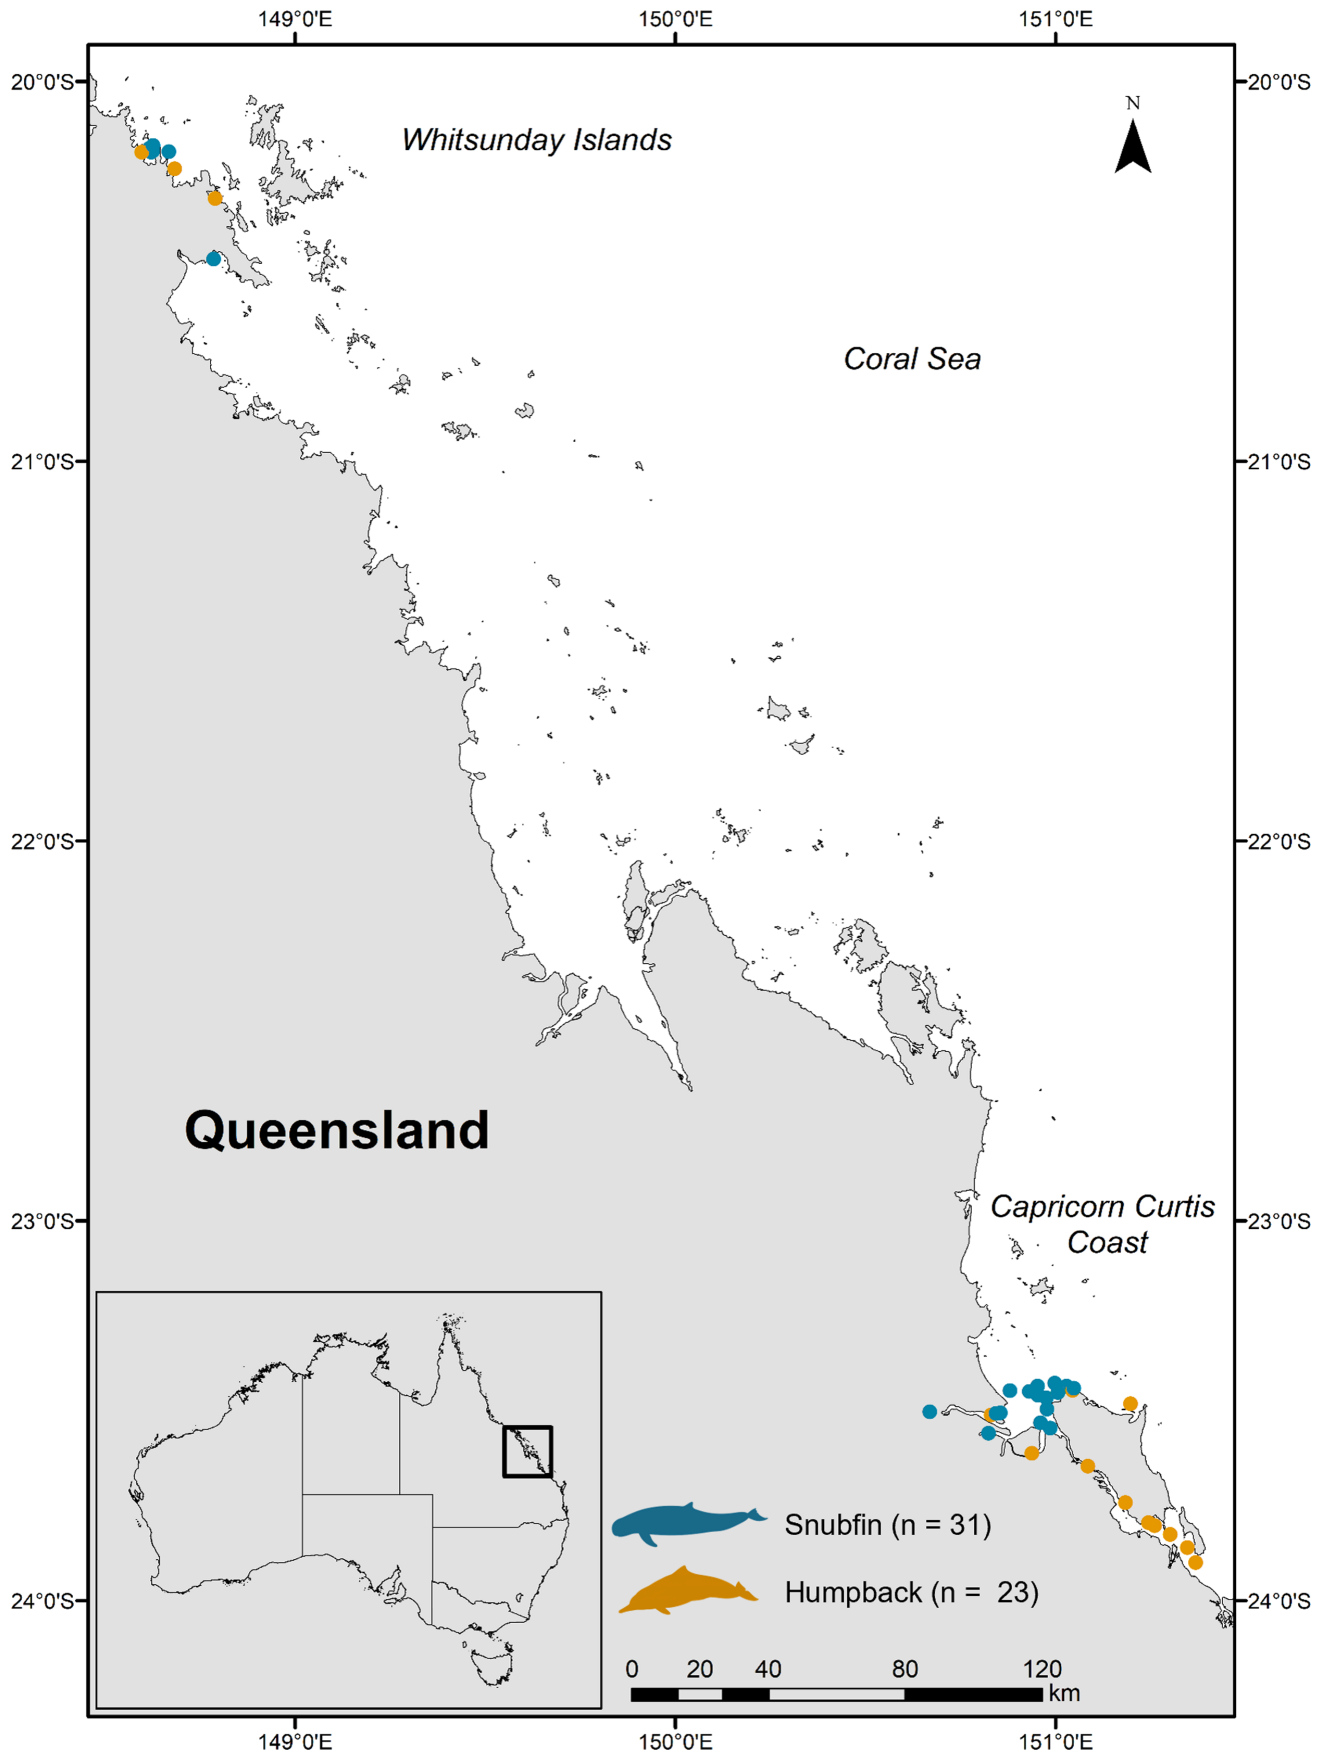 149°0'E 150°0'E 151°0'E
20°0'S 20°0'S
N
Whitsunday Islands
Coral Sea
21°0'S 21°0'S
22°0'S 22°0'S
Queensland
Capricorn Curtis
Coast
23°0'S 23°0'S
Snubfin (n = 31)
Humpback (n = 23)
24°0'S 24°0'S
0 20 40 80 120
km
149°0'E 150°0'E 151°0'E